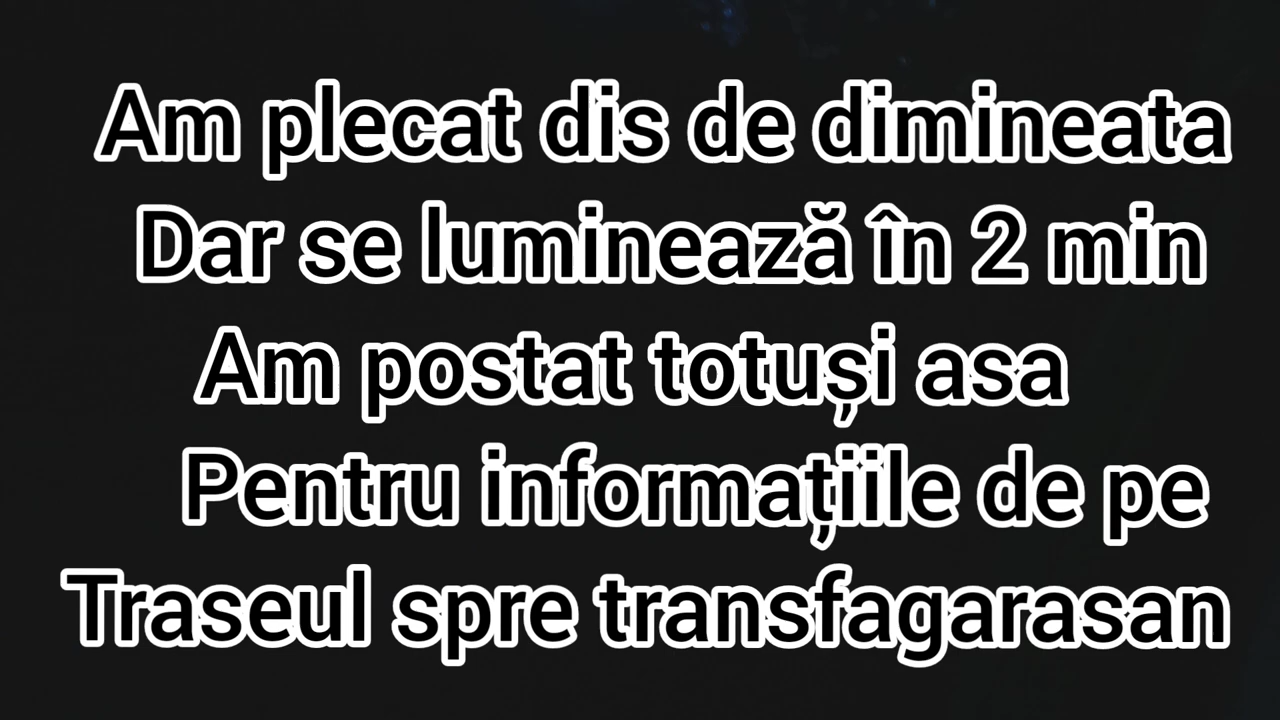 Am plecat dis de dimineata
Dar se luminează în 2 min
Am postat totuși asa
Pentru informațiile de pe
Traseul spre transfagarasan